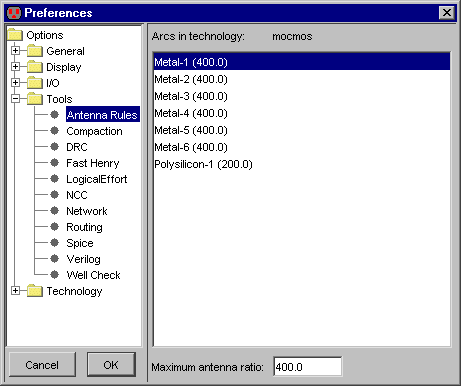 Preferences
Options
General
Display
I/O
Tools
Antenna Rules
Compaction
DRC
Fast Henry
LogicalEffort
NCC
Network
Routing
Spice
Verilog
Well Check
Technology
Cancel
OK
Arcs in technology: mocmos
Metal-1 (400.0)
Metal-2 (400.0)
Metal-3 (400.0)
Metal-4 (400.0)
Metal-5 (400.0)
Metal-6 (400.0)
Polysilicon-1 (200.0)
Maximum antenna ratio: 400.0